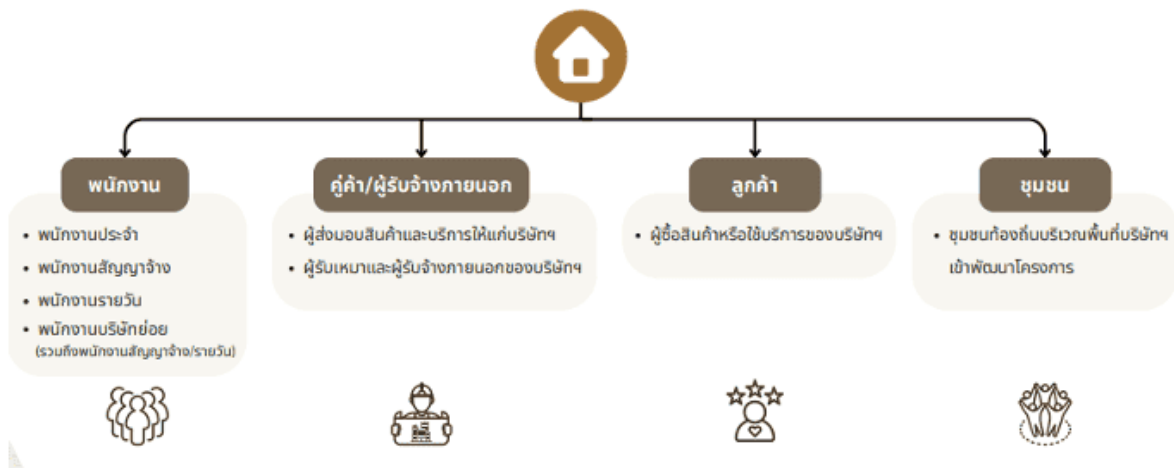 พนักงาน
• พนักงานประจำ
• พนักงานสัญญาจ้าง
• พนักงานรายวัน
• พนักงานบริษัทย่อย
(รวมถึงพนักงานสัญญาจ้าง/รายวัน)
คู่ค้า/ผู้รับจ้างภายนอก
• ผู้ส่งมอบสินค้าและบริการให้แก่บริษัทฯ
• ผู้รับเหมาและผู้รับจ้างภายนอกของบริษัทฯ
ลูกค้า
• ผู้ซื้อสินค้าหรือใช้บริการของบริษัทฯ
ชุมชน
• ชุมชนท้องถิ่นบริเวณพื้นที่บริษัทฯ
เข้าพัฒนาโครงการ